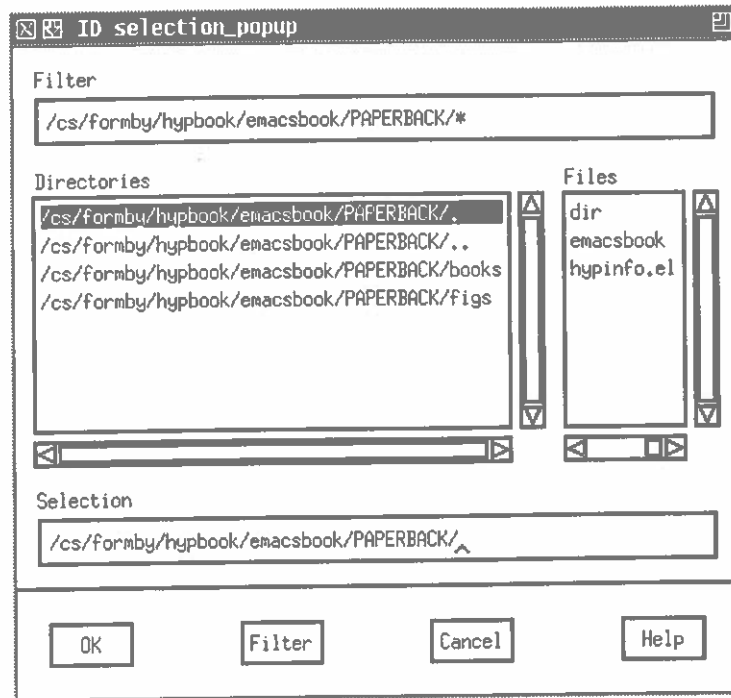 ID selection_popup
Filter
/cs/formby/hypbook/emacsbook/PAPERBACK/*
Directories
/cs/formby/hypbook/emacsbook/PAPERBACK/.
/cs/formby/hypbook/emacsbook/PAPERBACK/..
/cs/formby/hypbook/emacsbook/PAPERBACK/books
/cs/formby/hypbook/emacsbook/PAPERBACK/figs
Files
dir
emacsbook
hypinfo.el
Selection
/cs/formby/hypbook/emacsbook/PAPERBACK/
OK Filter Cancel Help